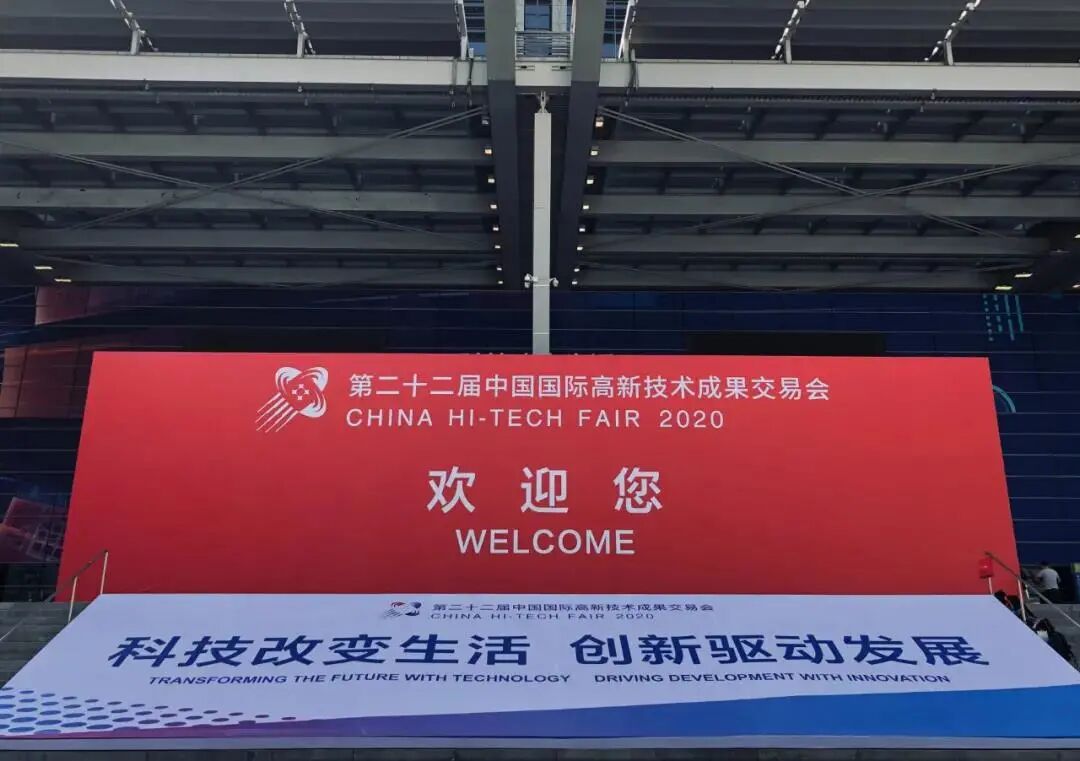 第二十二届中国国际高新技术成果交易会
CHINA HI-TECH FAIR 2020
欢迎您
WELCOME
第二十二届中国国际高新技术成果交易会
CHINA HI-TECH FAIR 2020
科技改变生活 创新驱动发展
TRANSFORMING THE FUTURE WITH TECHNOLOGY DRIVING DEVELOPMENT WITH INNOVATION